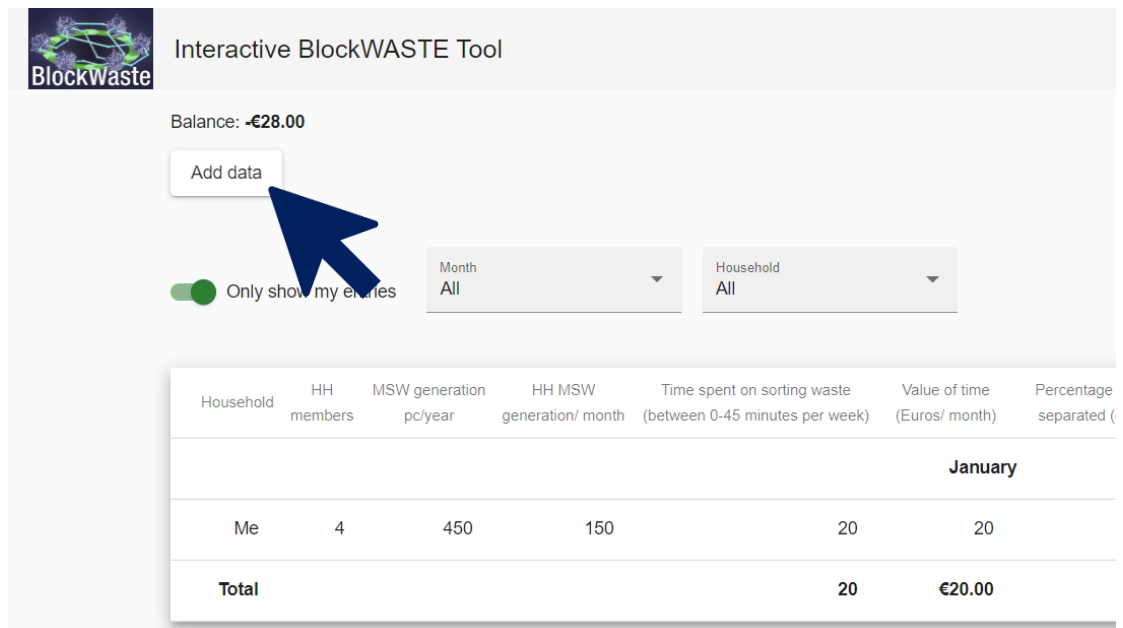 BlockWaste
Interactive BlockWASTE Tool
Balance: -€28.00
Add data
Only show my entries
Month
All
Household
All
Household
HH
members
MSW generation
pc/year
HH MSW
generation/ month
Time spent on sorting waste
(between 0-45 minutes per week)
Value of time
(Euros/ month)
Percentage
separated (
January
Me 4 450 150 20 20
Total 20 €20.00